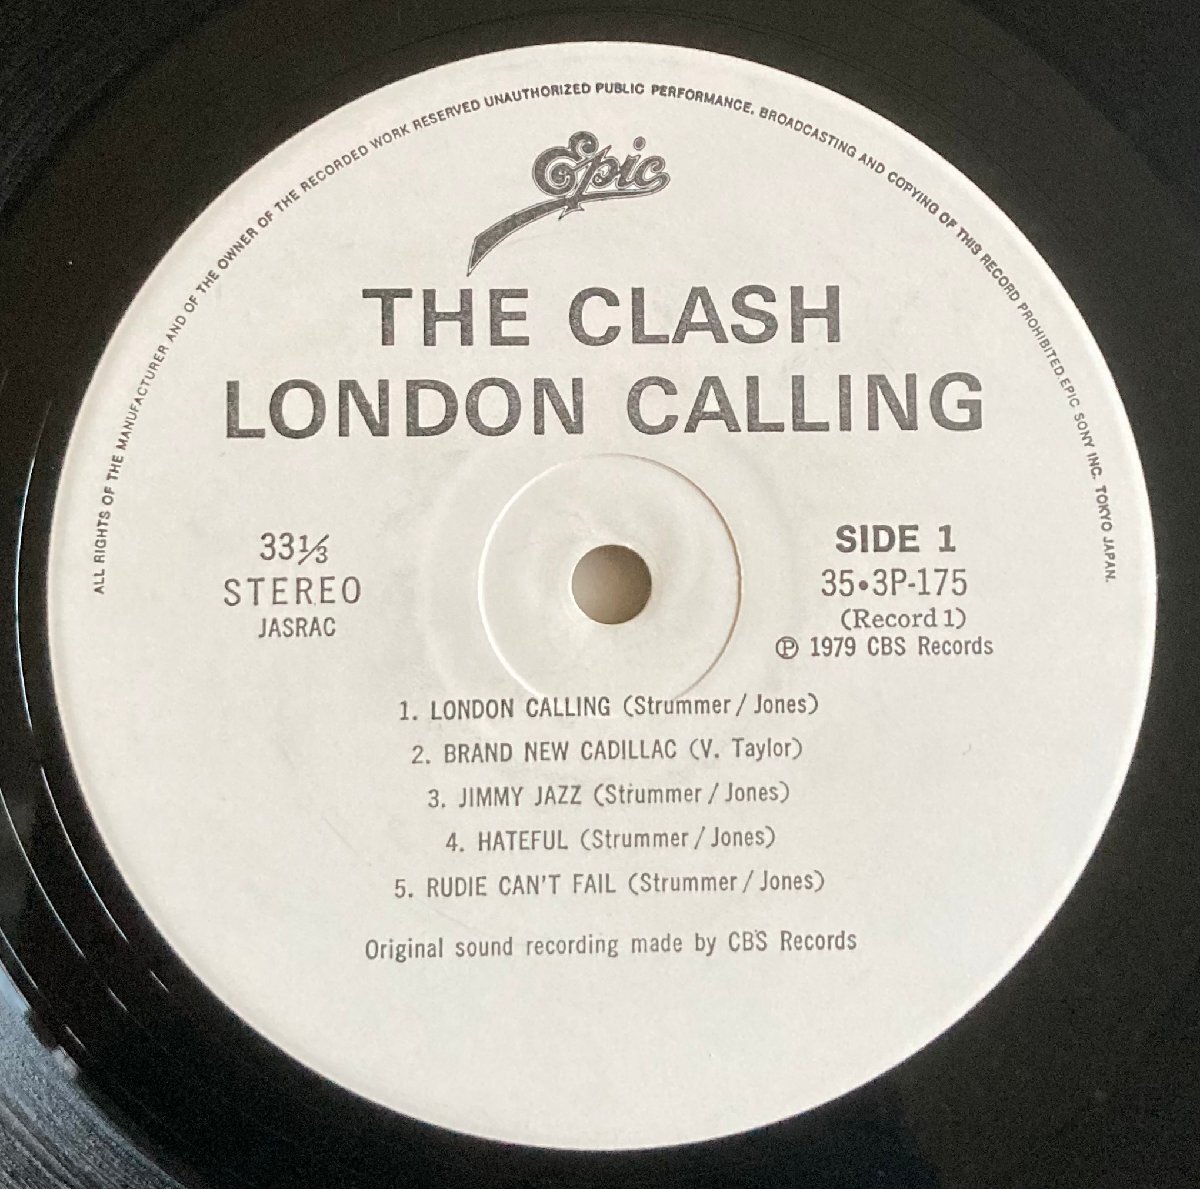 ALL RIGHTS OF THE MANUFACTURER AND OF THE OWNER OF THE RECORDED WORK RESERVED UNAUTHORIZED PUBLIC PERFORMANCE, BROADCASTING AND COPYING OF THIS RECORD PROHIBITED.EPIC SONY INC. TOKYO JAPAN.
Epic
THE CLASH
LONDON CALLING
33⅓
STEREO
JASRAC
SIDE 1
35•3P-175
(Record 1)
℗ 1979 CBS Records
1. LONDON CALLING (Strummer / Jones)
2. BRAND NEW CADILLAC (V. Taylor)
3. JIMMY JAZZ (Strummer / Jones)
4. HATEFUL (Strummer / Jones)
5. RUDIE CAN'T FAIL (Strummer / Jones)
Original sound recording made by CBS Records